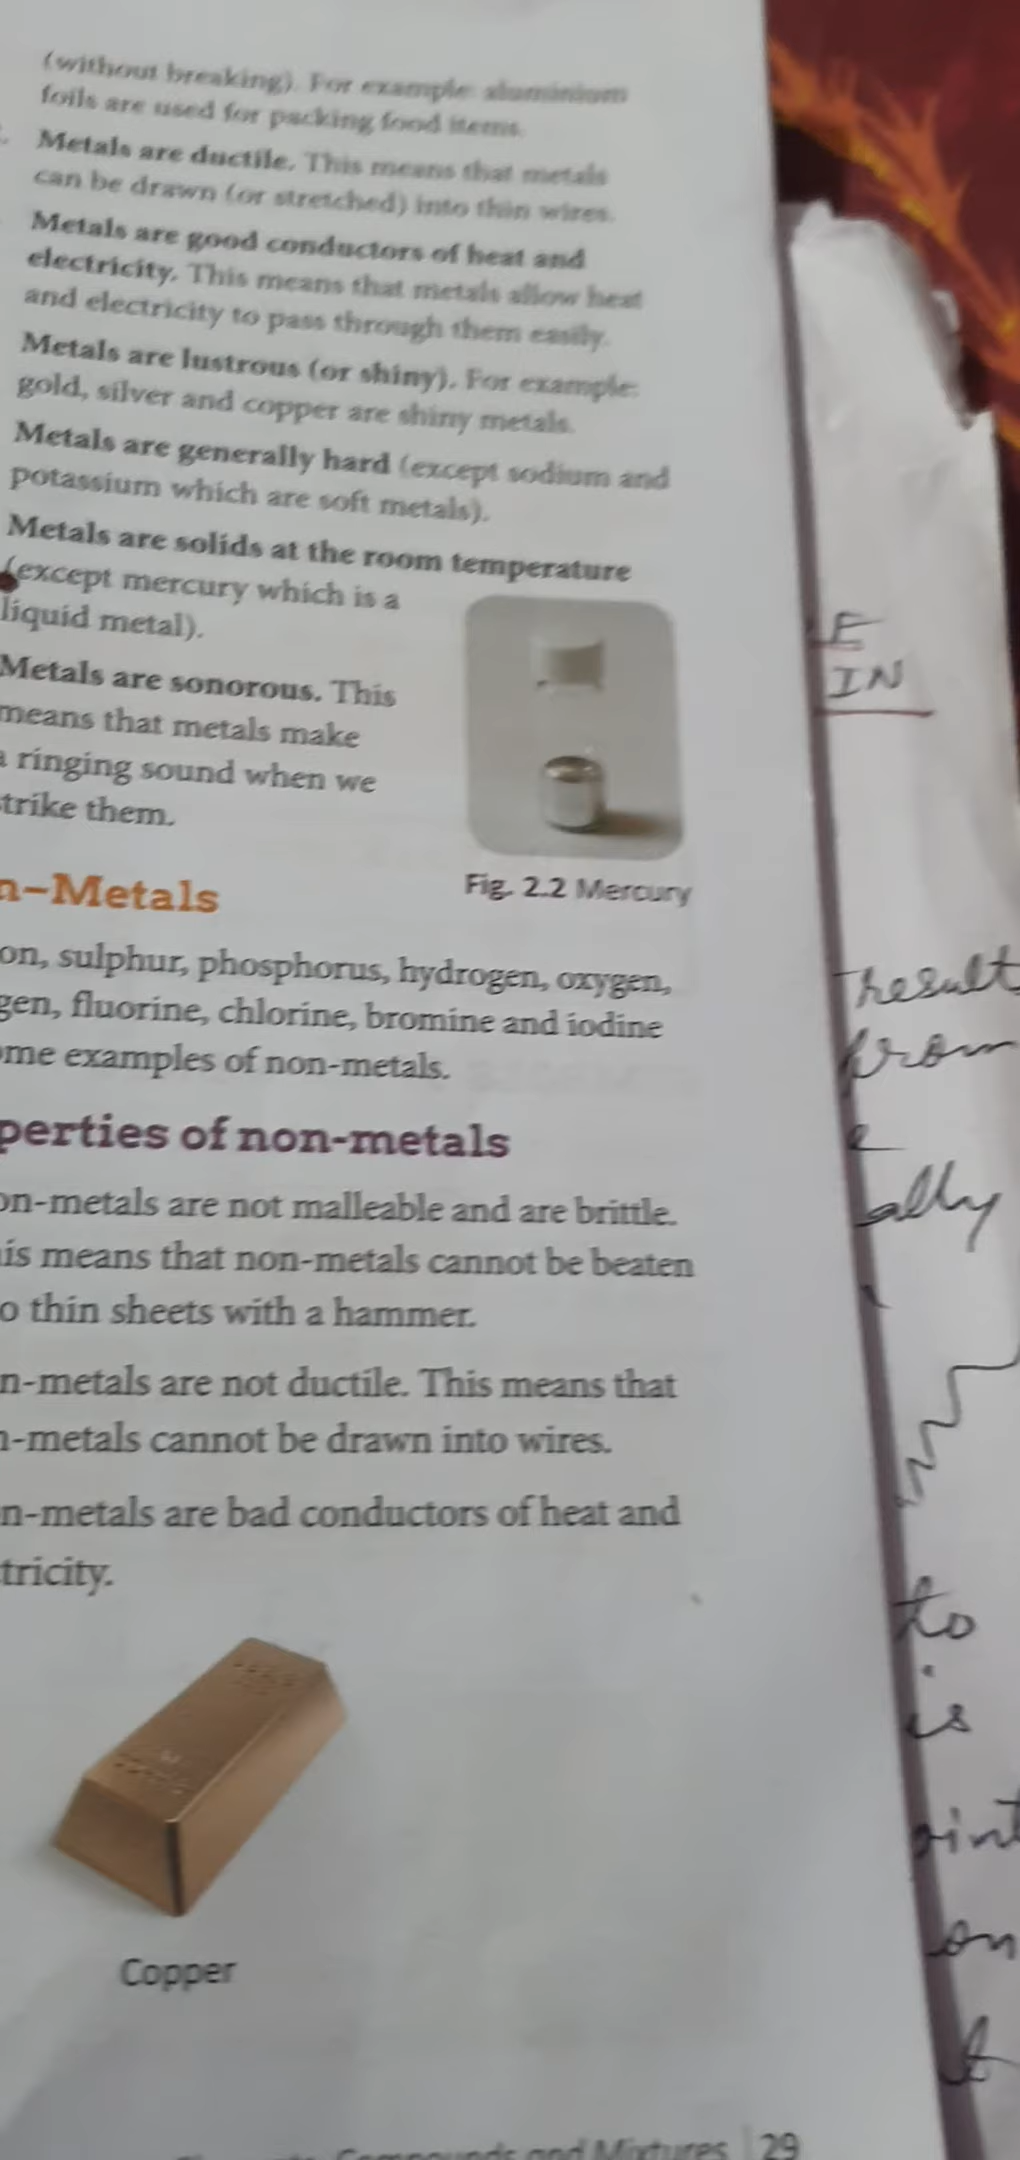 (without breaking). For example: aluminium
foils are used for packing food items.
Metals are ductile. This means that metals
can be drawn (or stretched) into thin wires.
Metals are good conductors of heat and
electricity. This means that metals allow heat
and electricity to pass through them easily.
Metals are lustrous (or shiny). For example:
gold, silver and copper are shiny metals.
Metals are generally hard (except sodium and
potassium which are soft metals).
Metals are solids at the room temperature
(except mercury which is a
liquid metal).
Metals are sonorous. This
means that metals make
a ringing sound when we
trike them.
Fig. 2.2 Mercury
n-Metals
on, sulphur, phosphorus, hydrogen, oxygen,
gen, fluorine, chlorine, bromine and iodine
ome examples of non-metals.
perties of non-metals
on-metals are not malleable and are brittle.
is means that non-metals cannot be beaten
o thin sheets with a hammer.
n-metals are not ductile. This means that
n-metals cannot be drawn into wires.
n-metals are bad conductors of heat and
tricity.
Copper
Compounds and Mixtures | 29
E
IN
result
from
e
ally
to
is
oint
on
t